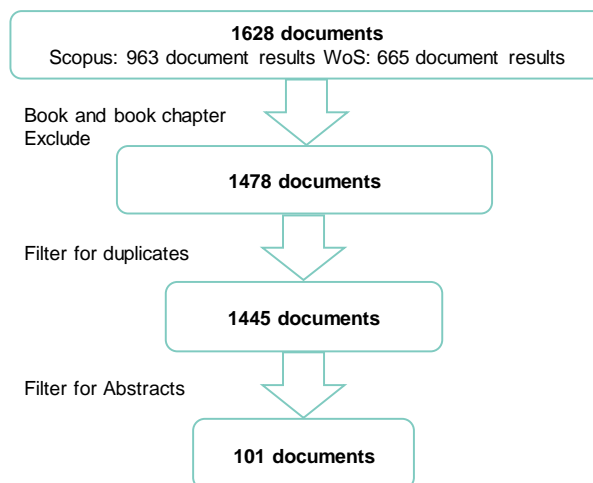 1628 documents
Scopus: 963 document results WoS: 665 document results
Book and book chapter
Exclude
1478 documents
Filter for duplicates
1445 documents
Filter for Abstracts
101 documents